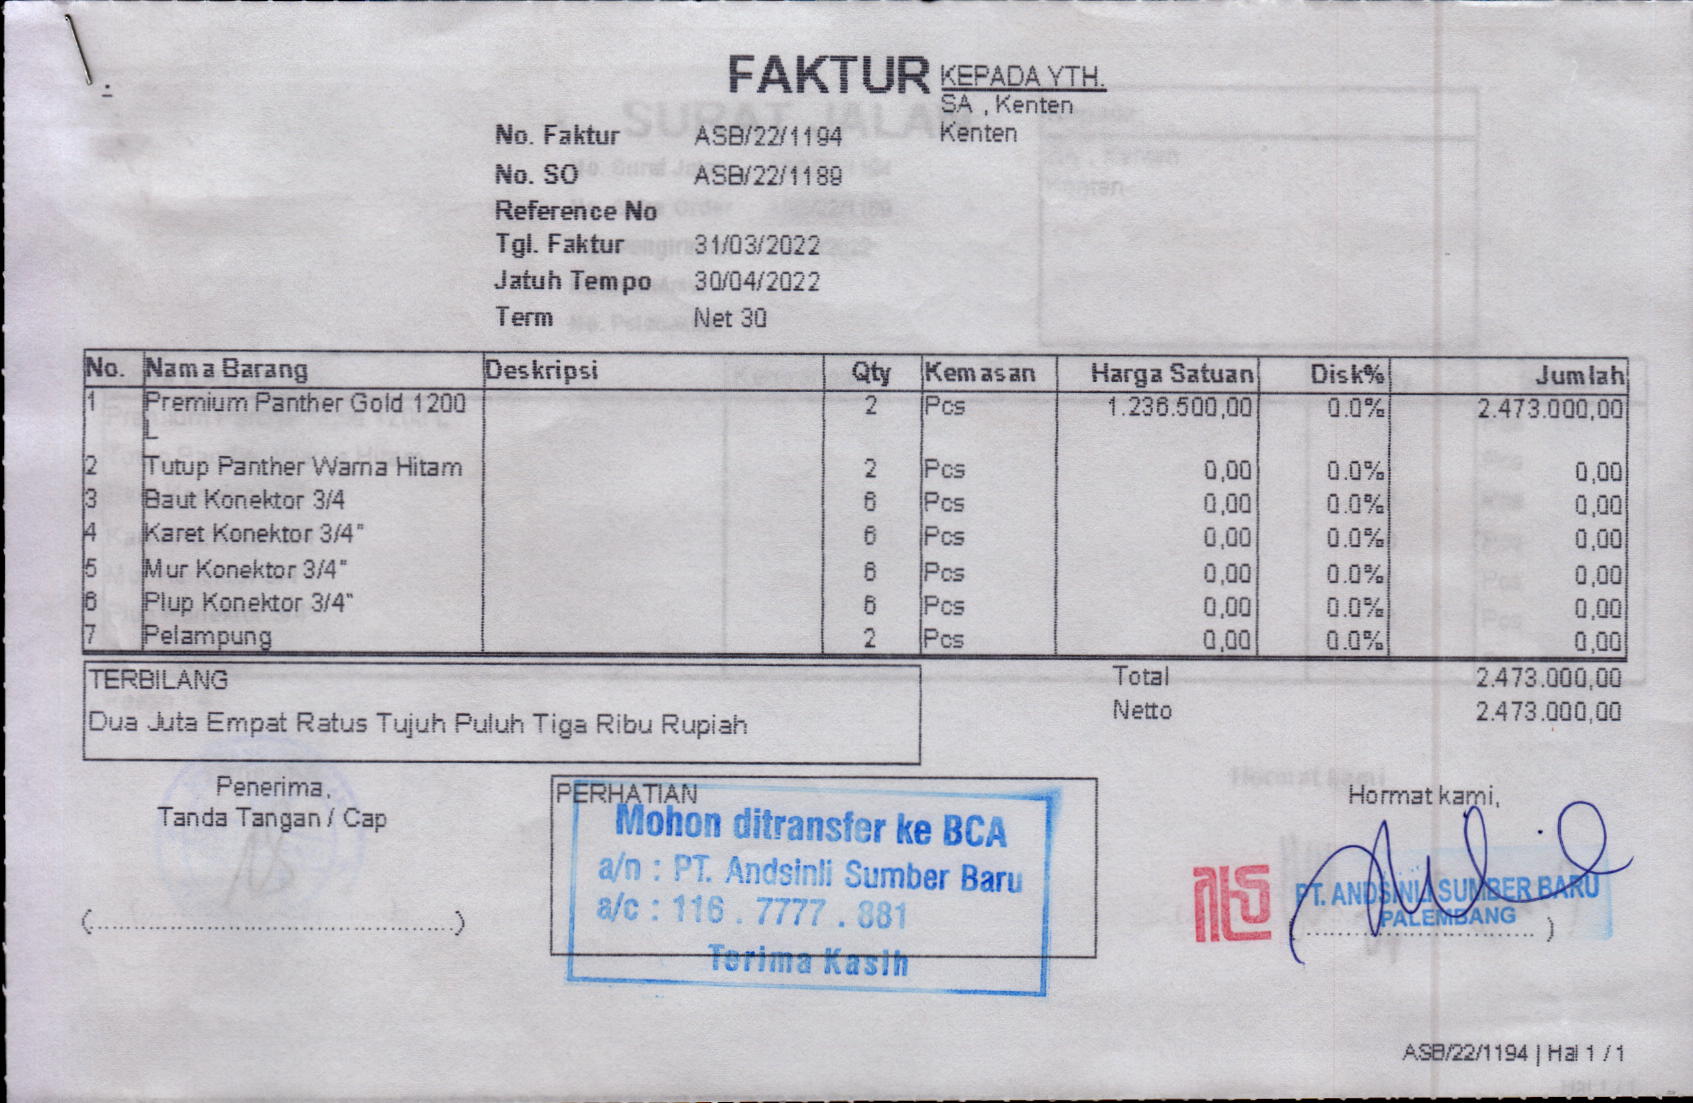 FAKTUR
KEPADA YTH.
SA , Kenten
Kenten
No. Faktur ASB/22/1194
No. SO ASB/22/1189
Reference No
Tgl. Faktur 31/03/2022
Jatuh Tempo 30/04/2022
Term Net 30
No. Nama Barang Deskripsi Qty Kemasan Harga Satuan Disk% Jumlah
1 Premium Panther Gold 1200 2 Pcs 1.236.500,00 0.0% 2.473.000,00
L
2 Tutup Panther Warna Hitam 2 Pcs 0,00 0.0% 0,00
3 Baut Konektor 3/4 6 Pcs 0,00 0.0% 0,00
4 Karet Konektor 3/4" 6 Pcs 0,00 0.0% 0,00
5 Mur Konektor 3/4" 6 Pcs 0,00 0.0% 0,00
6 Plup Konektor 3/4" 6 Pcs 0,00 0.0% 0,00
7 Pelampung 2 Pcs 0,00 0.0% 0,00
TERBILANG
Dua Juta Empat Ratus Tujuh Puluh Tiga Ribu Rupiah
Total 2.473.000,00
Netto 2.473.000,00
Penerima,
Tanda Tangan / Cap
(..........................................)
PERHATIAN
Mohon ditransfer ke BCA
a/n : PT. Andsinli Sumber Baru
a/c : 116 . 7777 . 881
Terima Kasih
Hormat kami,
PT. ANDSINLI SUMBER BARU
PALEMBANG
(..............................)
ASB/22/1194 | Hal 1 / 1